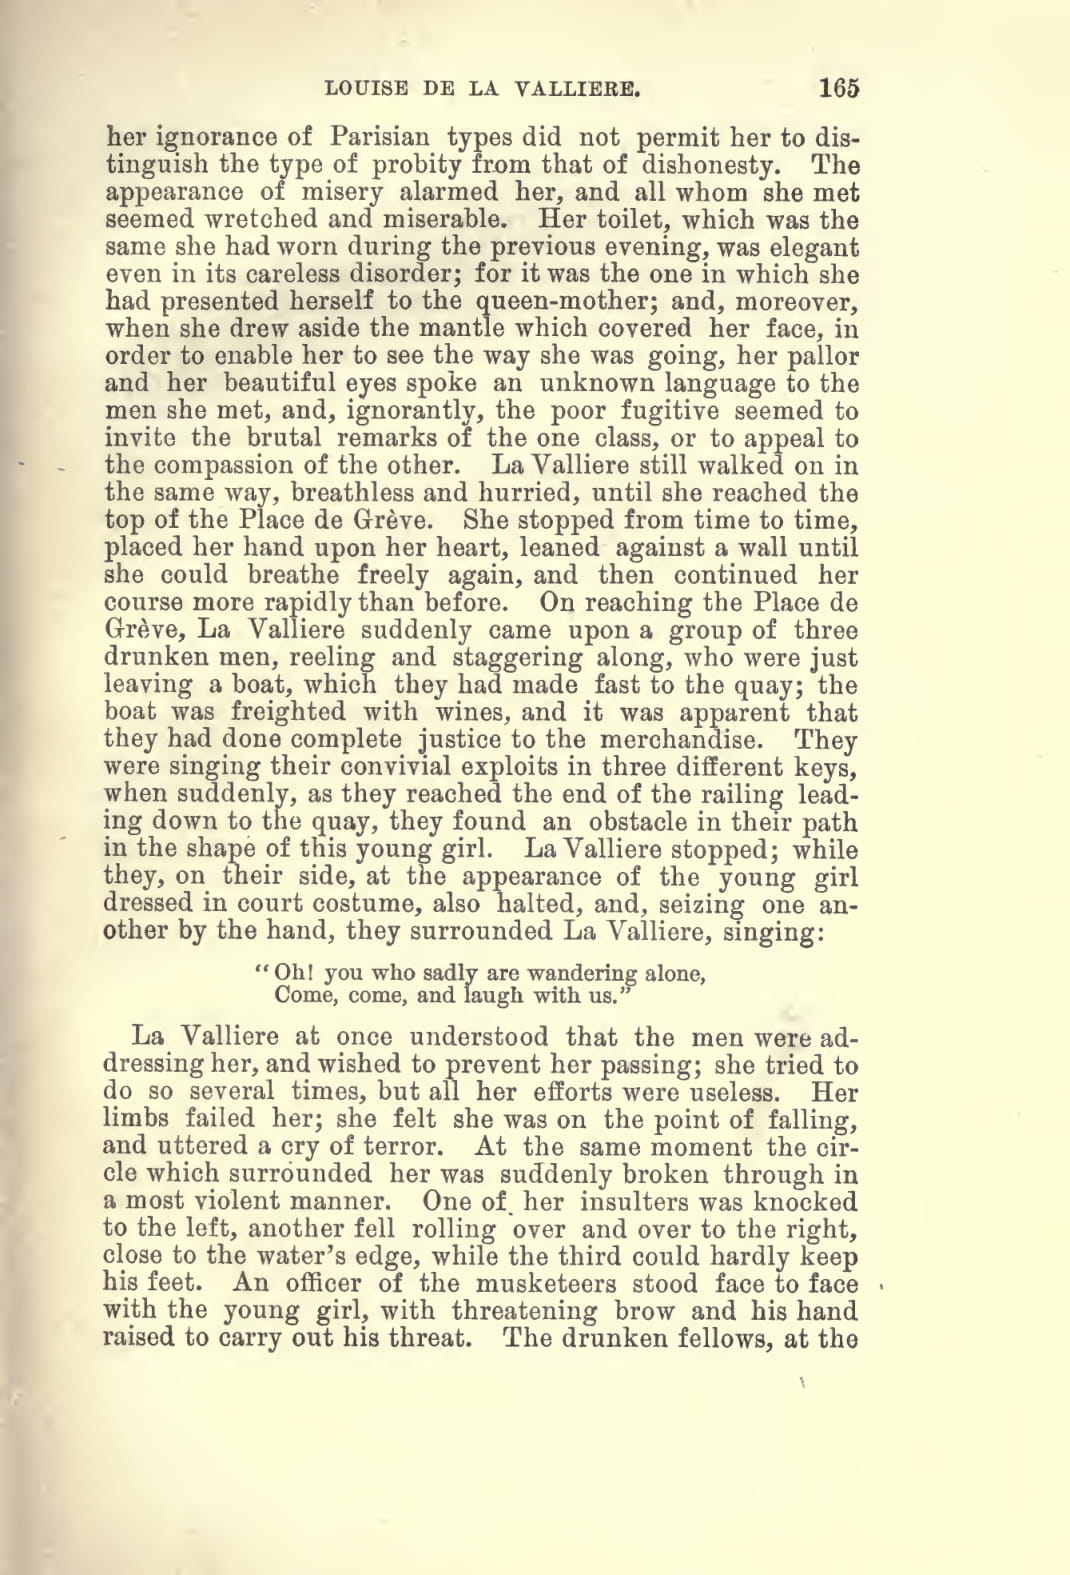 LOUISE DE LA VALLIERE. 165
her ignorance of Parisian types did not permit her to dis-
tinguish the type of probity from that of dishonesty. The
appearance of misery alarmed her, and all whom she met
seemed wretched and miserable. Her toilet, which was the
same she had worn during the previous evening, was elegant
even in its careless disorder; for it was the one in which she
had presented herself to the queen-mother; and, moreover,
when she drew aside the mantle which covered her face, in
order to enable her to see the way she was going, her pallor
and her beautiful eyes spoke an unknown language to the
men she met, and, ignorantly, the poor fugitive seemed to
invite the brutal remarks of the one class, or to appeal to
the compassion of the other. La Valliere still walked on in
the same way, breathless and hurried, until she reached the
top of the Place de Grève. She stopped from time to time,
placed her hand upon her heart, leaned against a wall until
she could breathe freely again, and then continued her
course more rapidly than before. On reaching the Place de
Grève, La Valliere suddenly came upon a group of three
drunken men, reeling and staggering along, who were just
leaving a boat, which they had made fast to the quay; the
boat was freighted with wines, and it was apparent that
they had done complete justice to the merchandise. They
were singing their convivial exploits in three different keys,
when suddenly, as they reached the end of the railing lead-
ing down to the quay, they found an obstacle in their path
in the shape of this young girl. La Valliere stopped; while
they, on their side, at the appearance of the young girl
dressed in court costume, also halted, and, seizing one an-
other by the hand, they surrounded La Valliere, singing:
"Oh! you who sadly are wandering alone,
Come, come, and laugh with us."
La Valliere at once understood that the men were ad-
dressing her, and wished to prevent her passing; she tried to
do so several times, but all her efforts were useless. Her
limbs failed her; she felt she was on the point of falling,
and uttered a cry of terror. At the same moment the cir-
cle which surrounded her was suddenly broken through in
a most violent manner. One of her insulters was knocked
to the left, another fell rolling over and over to the right,
close to the water's edge, while the third could hardly keep
his feet. An officer of the musketeers stood face to face
with the young girl, with threatening brow and his hand
raised to carry out his threat. The drunken fellows, at the